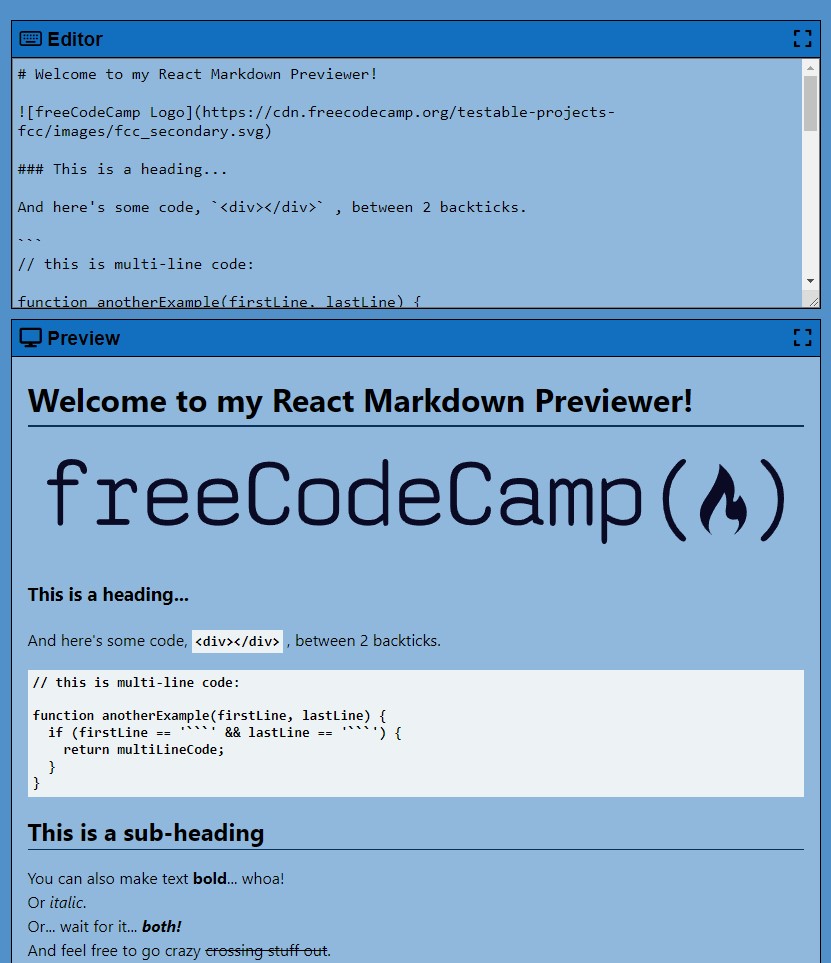 Editor
# Welcome to my React Markdown Previewer!
![freeCodeCamp Logo](https://cdn.freecodecamp.org/testable-projects-
fcc/images/fcc_secondary.svg)
### This is a heading...
And here's some code, `<div></div>` , between 2 backticks.
```
// this is multi-line code:
function anotherExample(firstLine, lastLine) {
Preview
Welcome to my React Markdown Previewer!
freeCodeCamp()
This is a heading...
And here's some code, <div></div> , between 2 backticks.
// this is multi-line code:
function anotherExample(firstLine, lastLine) {
  if (firstLine == '```' && lastLine == '```') {
    return multiLineCode;
  }
}
This is a sub-heading
You can also make text bold... whoa!
Or italic.
Or... wait for it... both!
And feel free to go crazy crossing stuff out.